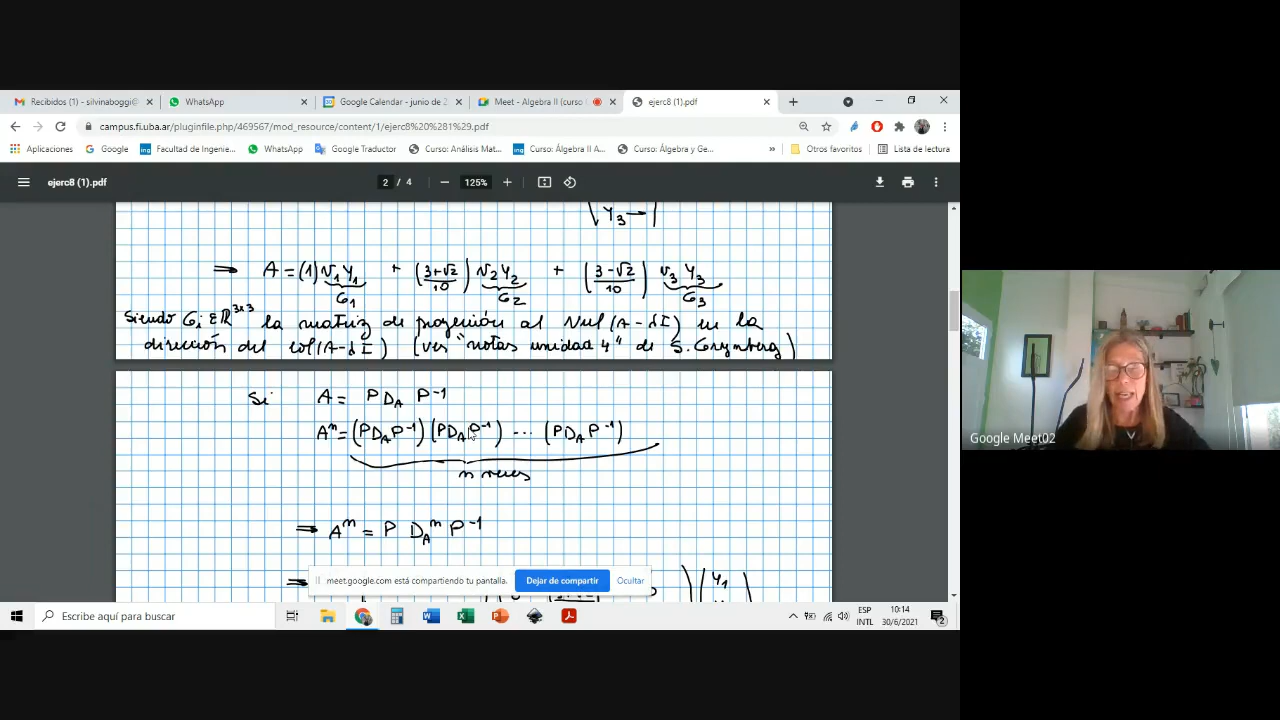 Recibidos (1) - silvinaboggi@
WhatsApp
Google Calendar - junio de 2
Meet - Algebra II (curso
ejerc8 (1).pdf
campus.fi.uba.ar/pluginfile.php/469567/mod_resource/content/1/ejerc8%20%281%29.pdf
Aplicaciones
Google
Facultad de Ingenie...
WhatsApp
Google Traductor
Curso: Análisis Mat...
Curso: Álgebra II A...
Curso: Álgebra y Ge...
»
Otros favoritos
Lista de lectura
ejerc8 (1).pdf
2 / 4
125%
Y3 →
⇒ A = (1) v1 Y1 + (3+√2/10) v2 Y2 + (3-√2/10) v3 Y3
G1 G2 G3
Siendo Gi ∈ ℝ^3x3 la matriz de proyección al Nul(A-λI) en la
dirección del col(A-λI) (ver "notas unidad 4" de S. Grynberg)
Si A = P D_A P^-1
A^n = (P D_A P^-1) (P D_A P^-1) ... (P D_A P^-1)
n veces
⇒ A^n = P D_A^n P^-1
⇒
Y1
meet.google.com está compartiendo tu pantalla.
Dejar de compartir
Ocultar
Google Meet02
Escribe aquí para buscar
ESP
INTL
10:14
30/6/2021
2